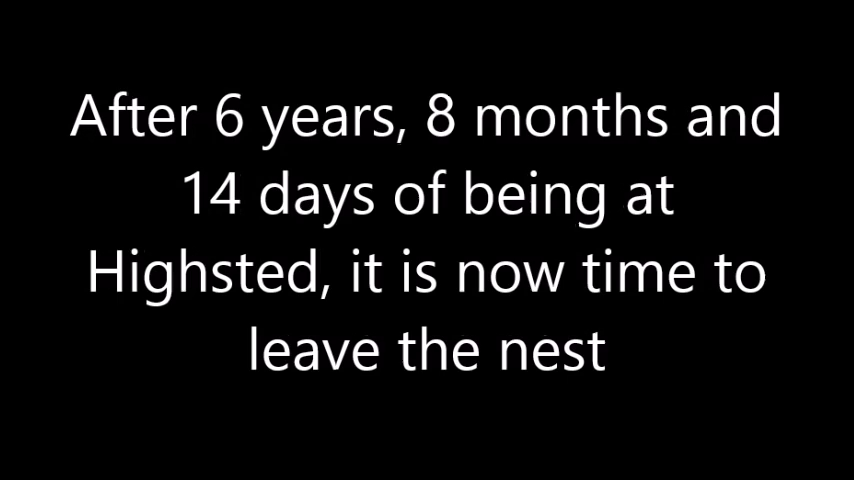 After 6 years, 8 months and
14 days of being at
Highsted, it is now time to
leave the nest